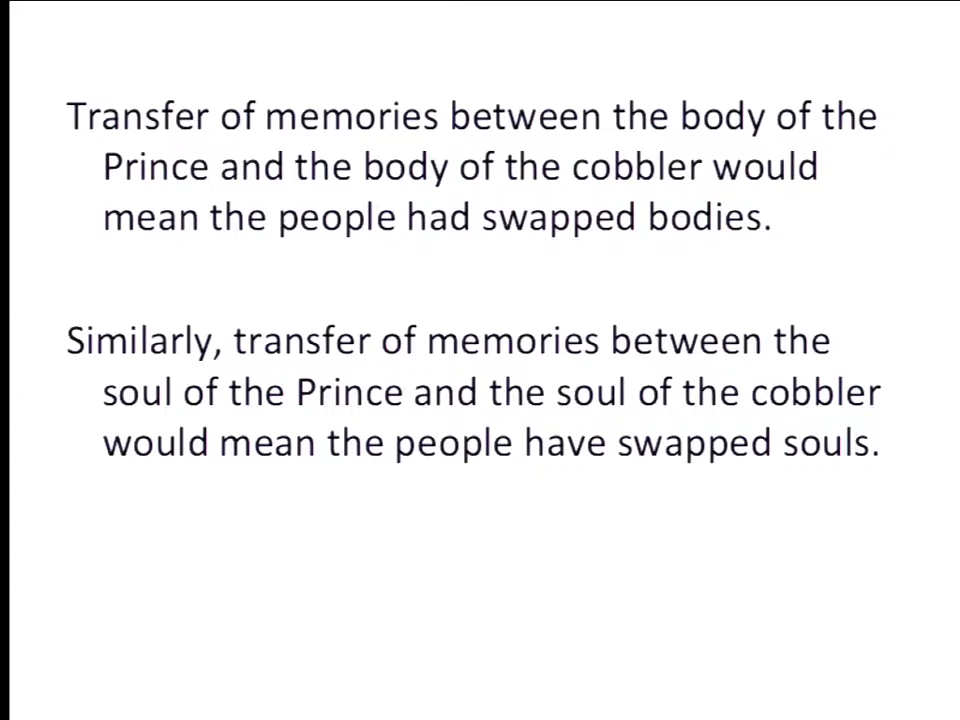 Transfer of memories between the body of the
Prince and the body of the cobbler would
mean the people had swapped bodies.
Similarly, transfer of memories between the
soul of the Prince and the soul of the cobbler
would mean the people have swapped souls.